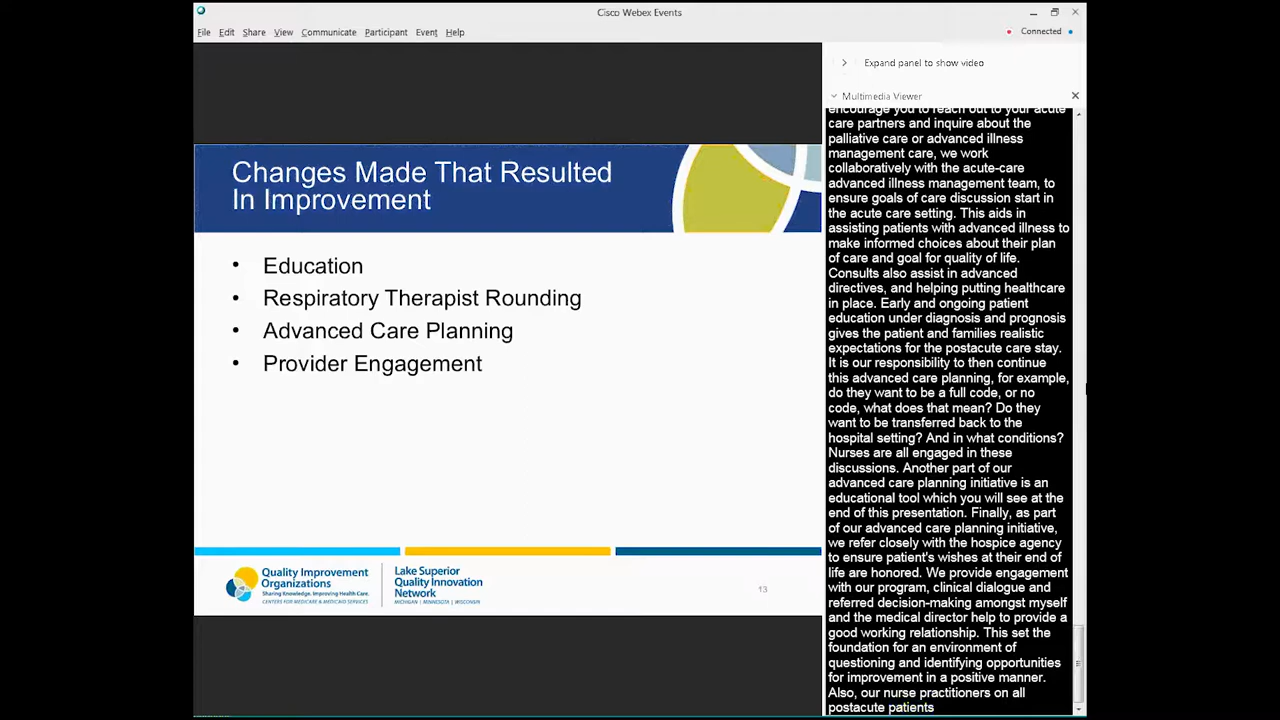 Cisco Webex Events
File Edit Share View Communicate Participant Event Help
Connected
Expand panel to show video
Multimedia Viewer
Changes Made That Resulted
In Improvement
• Education
• Respiratory Therapist Rounding
• Advanced Care Planning
• Provider Engagement
Quality Improvement
Organizations
Sharing Knowledge. Improving Health Care.
CENTERS FOR MEDICARE & MEDICAID SERVICES
Lake Superior
Quality Innovation
Network
MICHIGAN | MINNESOTA | WISCONSIN
13
encourage you to reach out to your acute
care partners and inquire about the
palliative care or advanced illness
management care, we work
collaboratively with the acute-care
advanced illness management team, to
ensure goals of care discussion start in
the acute care setting. This aids in
assisting patients with advanced illness to
make informed choices about their plan
of care and goal for quality of life.
Consults also assist in advanced
directives, and helping putting healthcare
in place. Early and ongoing patient
education under diagnosis and prognosis
gives the patient and families realistic
expectations for the postacute care stay.
It is our responsibility to then continue
this advanced care planning, for example,
do they want to be a full code, or no
code, what does that mean? Do they
want to be transferred back to the
hospital setting? And in what conditions?
Nurses are all engaged in these
discussions. Another part of our
advanced care planning initiative is an
educational tool which you will see at the
end of this presentation. Finally, as part
of our advanced care planning initiative,
we refer closely with the hospice agency
to ensure patient's wishes at their end of
life are honored. We provide engagement
with our program, clinical dialogue and
referred decision-making amongst myself
and the medical director help to provide a
good working relationship. This set the
foundation for an environment of
questioning and identifying opportunities
for improvement in a positive manner.
Also, our nurse practitioners on all
postacute patients